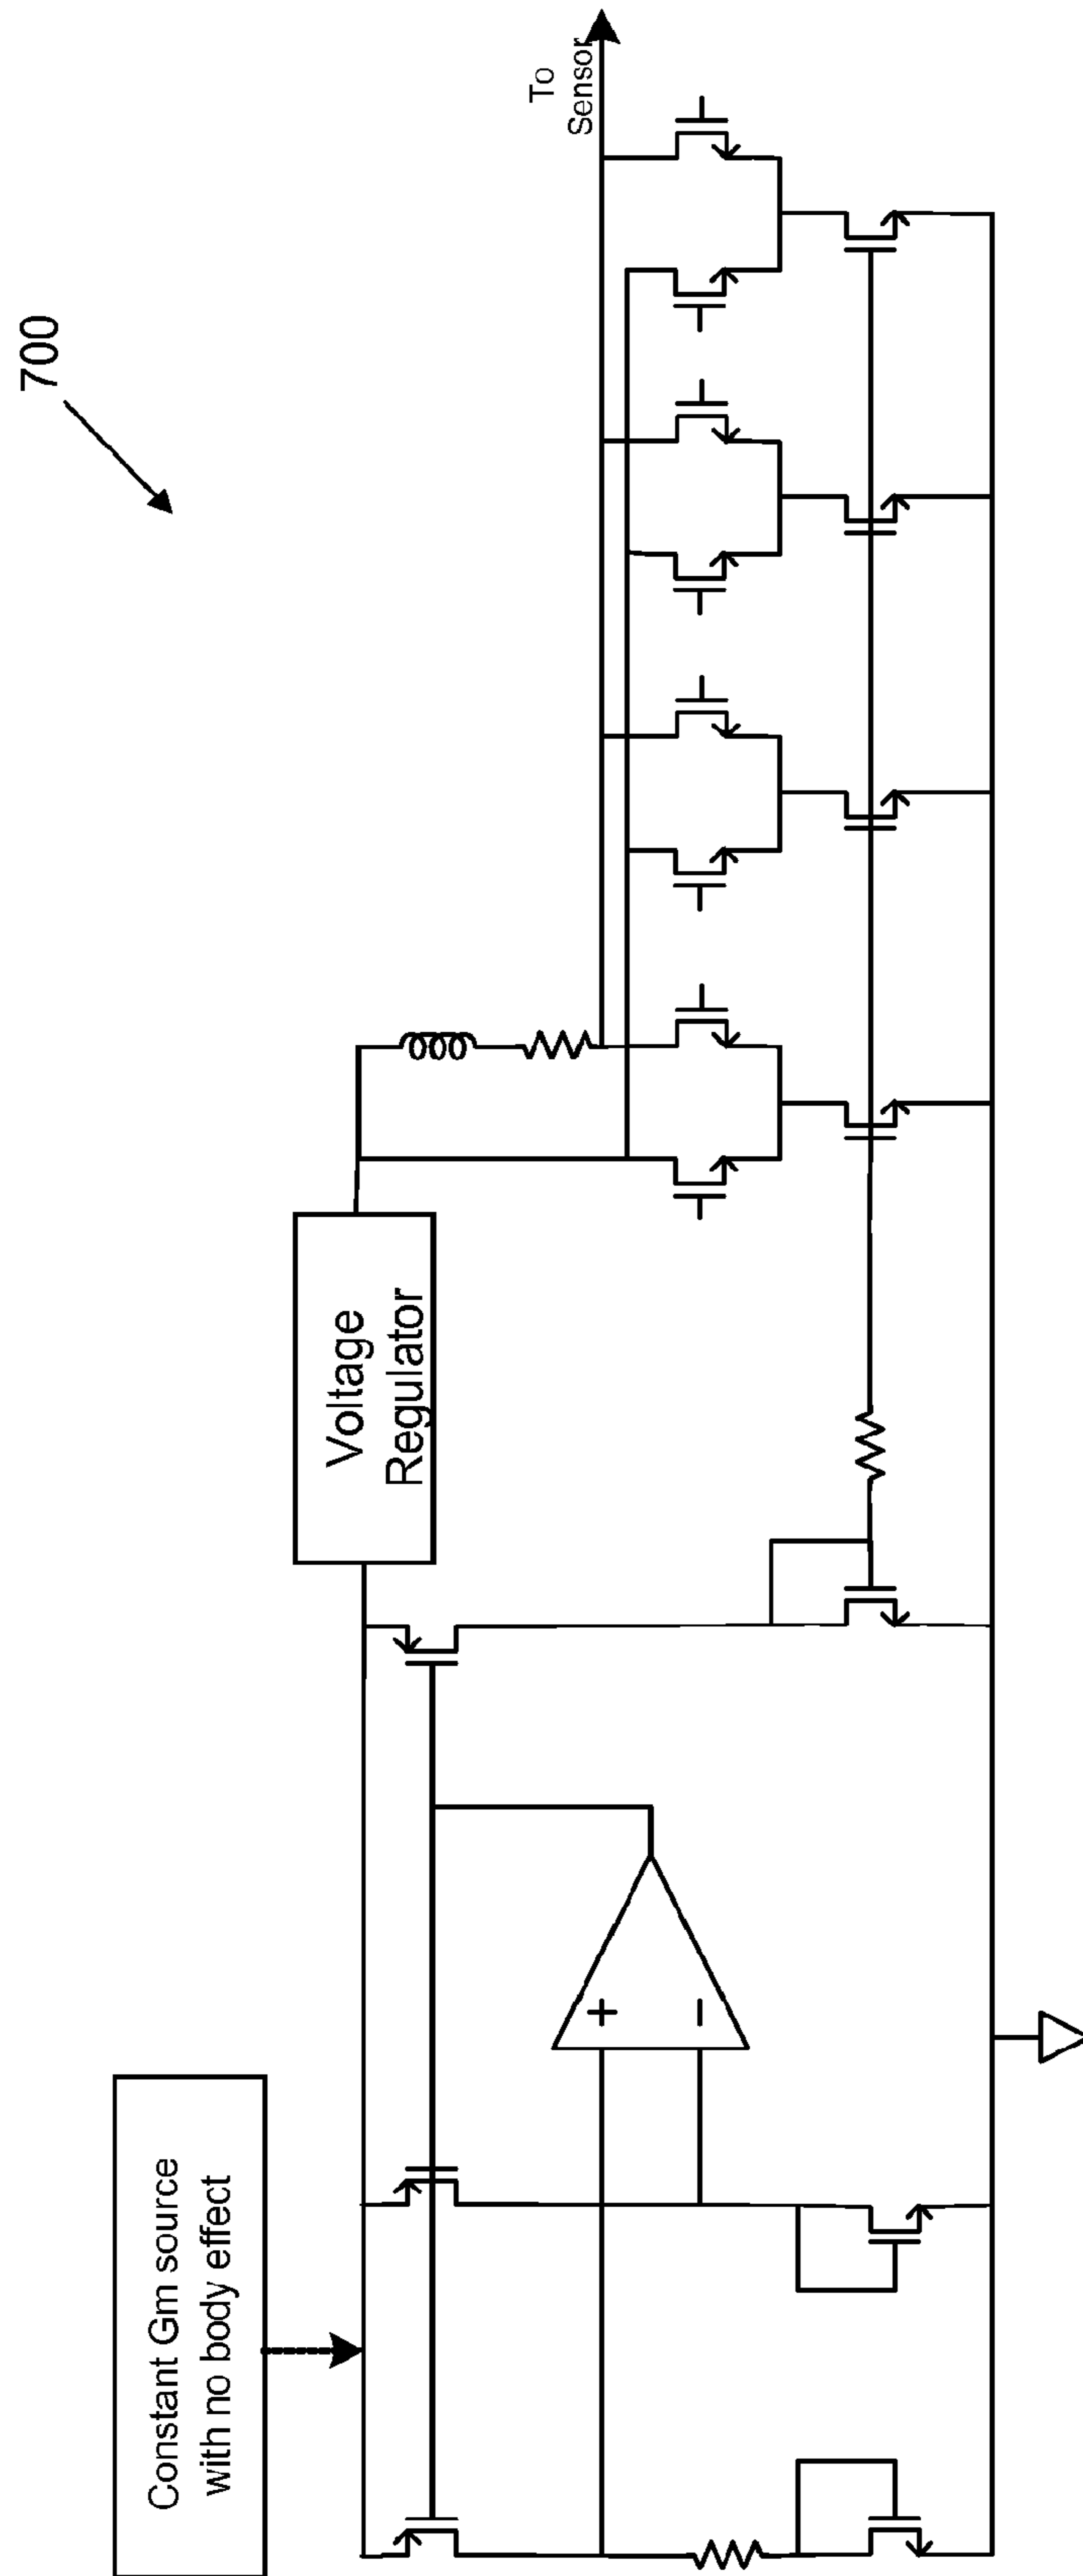 700
To
Sensor
Voltage
Regulator
+
−
Constant Gm source
with no body effect